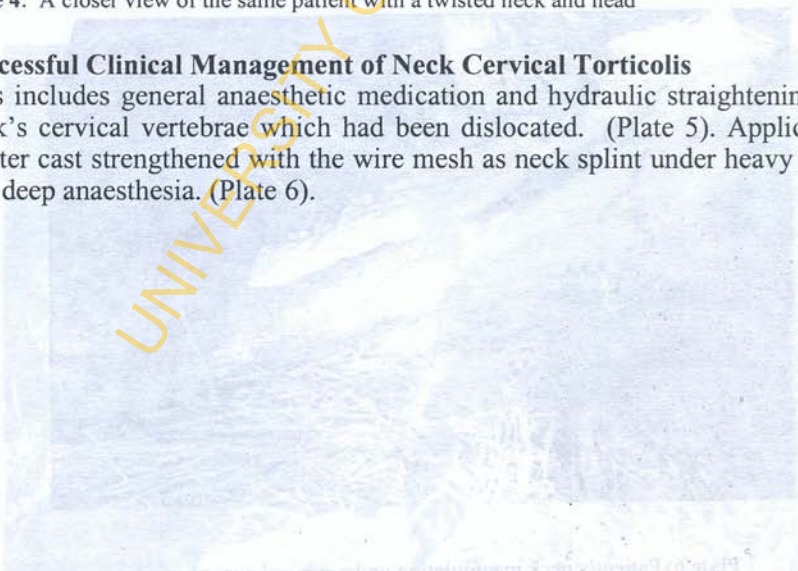 4. A closer view of the same patient with a twisted neck and head
cessful Clinical Management of Neck Cervical Torticolis
s includes general anaesthetic medication and hydraulic straightenin
k's cervical vertebrae which had been dislocated. (Plate 5). Applic
ter cast strengthened with the wire mesh as neck splint under heavy
deep anaesthesia. (Plate 6).
UNIVERSITY